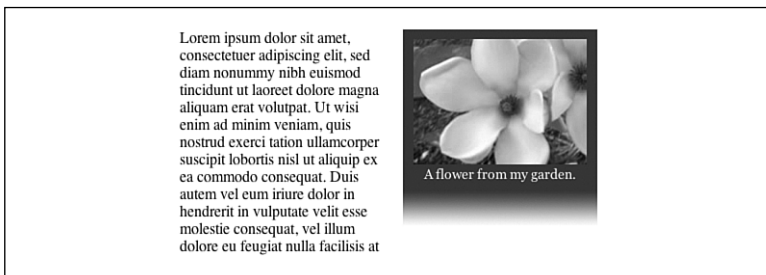 Lorem ipsum dolor sit amet,
consectetuer adipiscing elit, sed
diam nonummy nibh euismod
tincidunt ut laoreet dolore magna
aliquam erat volutpat. Ut wisi
enim ad minim veniam, quis
nostrud exerci tation ullamcorper
suscipit lobortis nisl ut aliquip ex
ea commodo consequat. Duis
autem vel eum iriure dolor in
hendrerit in vulputate velit esse
molestie consequat, vel illum
dolore eu feugiat nulla facilisis at
A flower from my garden.